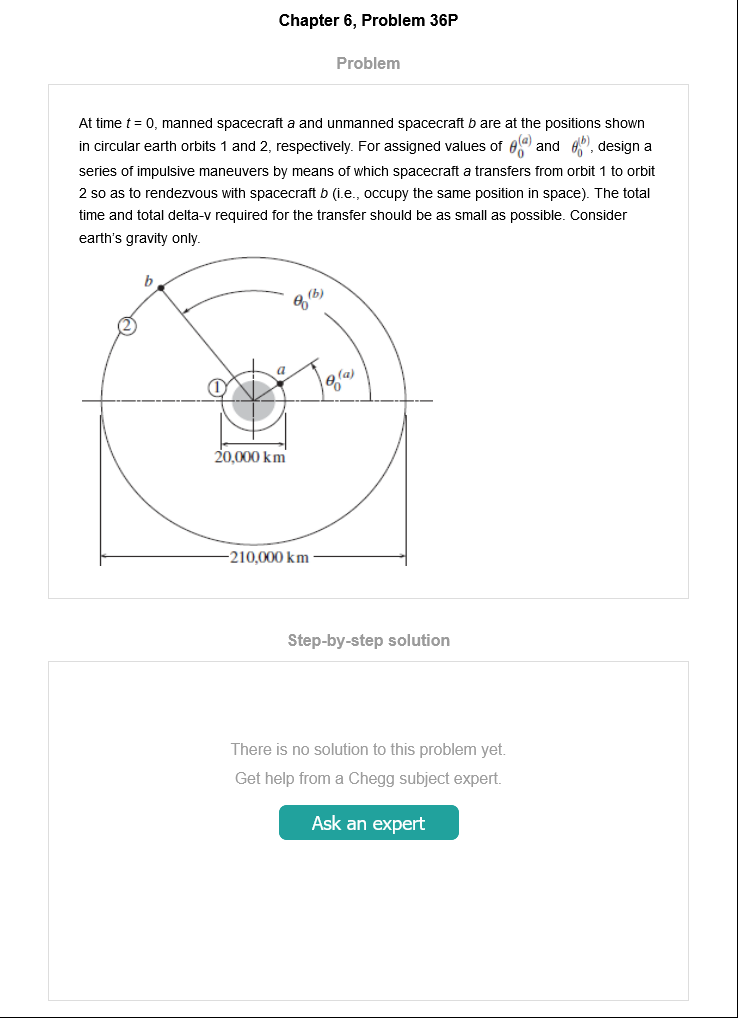 Chapter 6, Problem 36P
Problem
At time t = 0, manned spacecraft a and unmanned spacecraft b are at the positions shown
in circular earth orbits 1 and 2, respectively. For assigned values of θ₀⁽ᵃ⁾ and θ₀⁽ᵇ⁾, design a
series of impulsive maneuvers by means of which spacecraft a transfers from orbit 1 to orbit
2 so as to rendezvous with spacecraft b (i.e., occupy the same position in space). The total
time and total delta-v required for the transfer should be as small as possible. Consider
earth's gravity only.
b
θ₀⁽ᵇ⁾
2
a
θ₀⁽ᵃ⁾
1
20,000 km
210,000 km
Step-by-step solution
There is no solution to this problem yet.
Get help from a Chegg subject expert.
Ask an expert